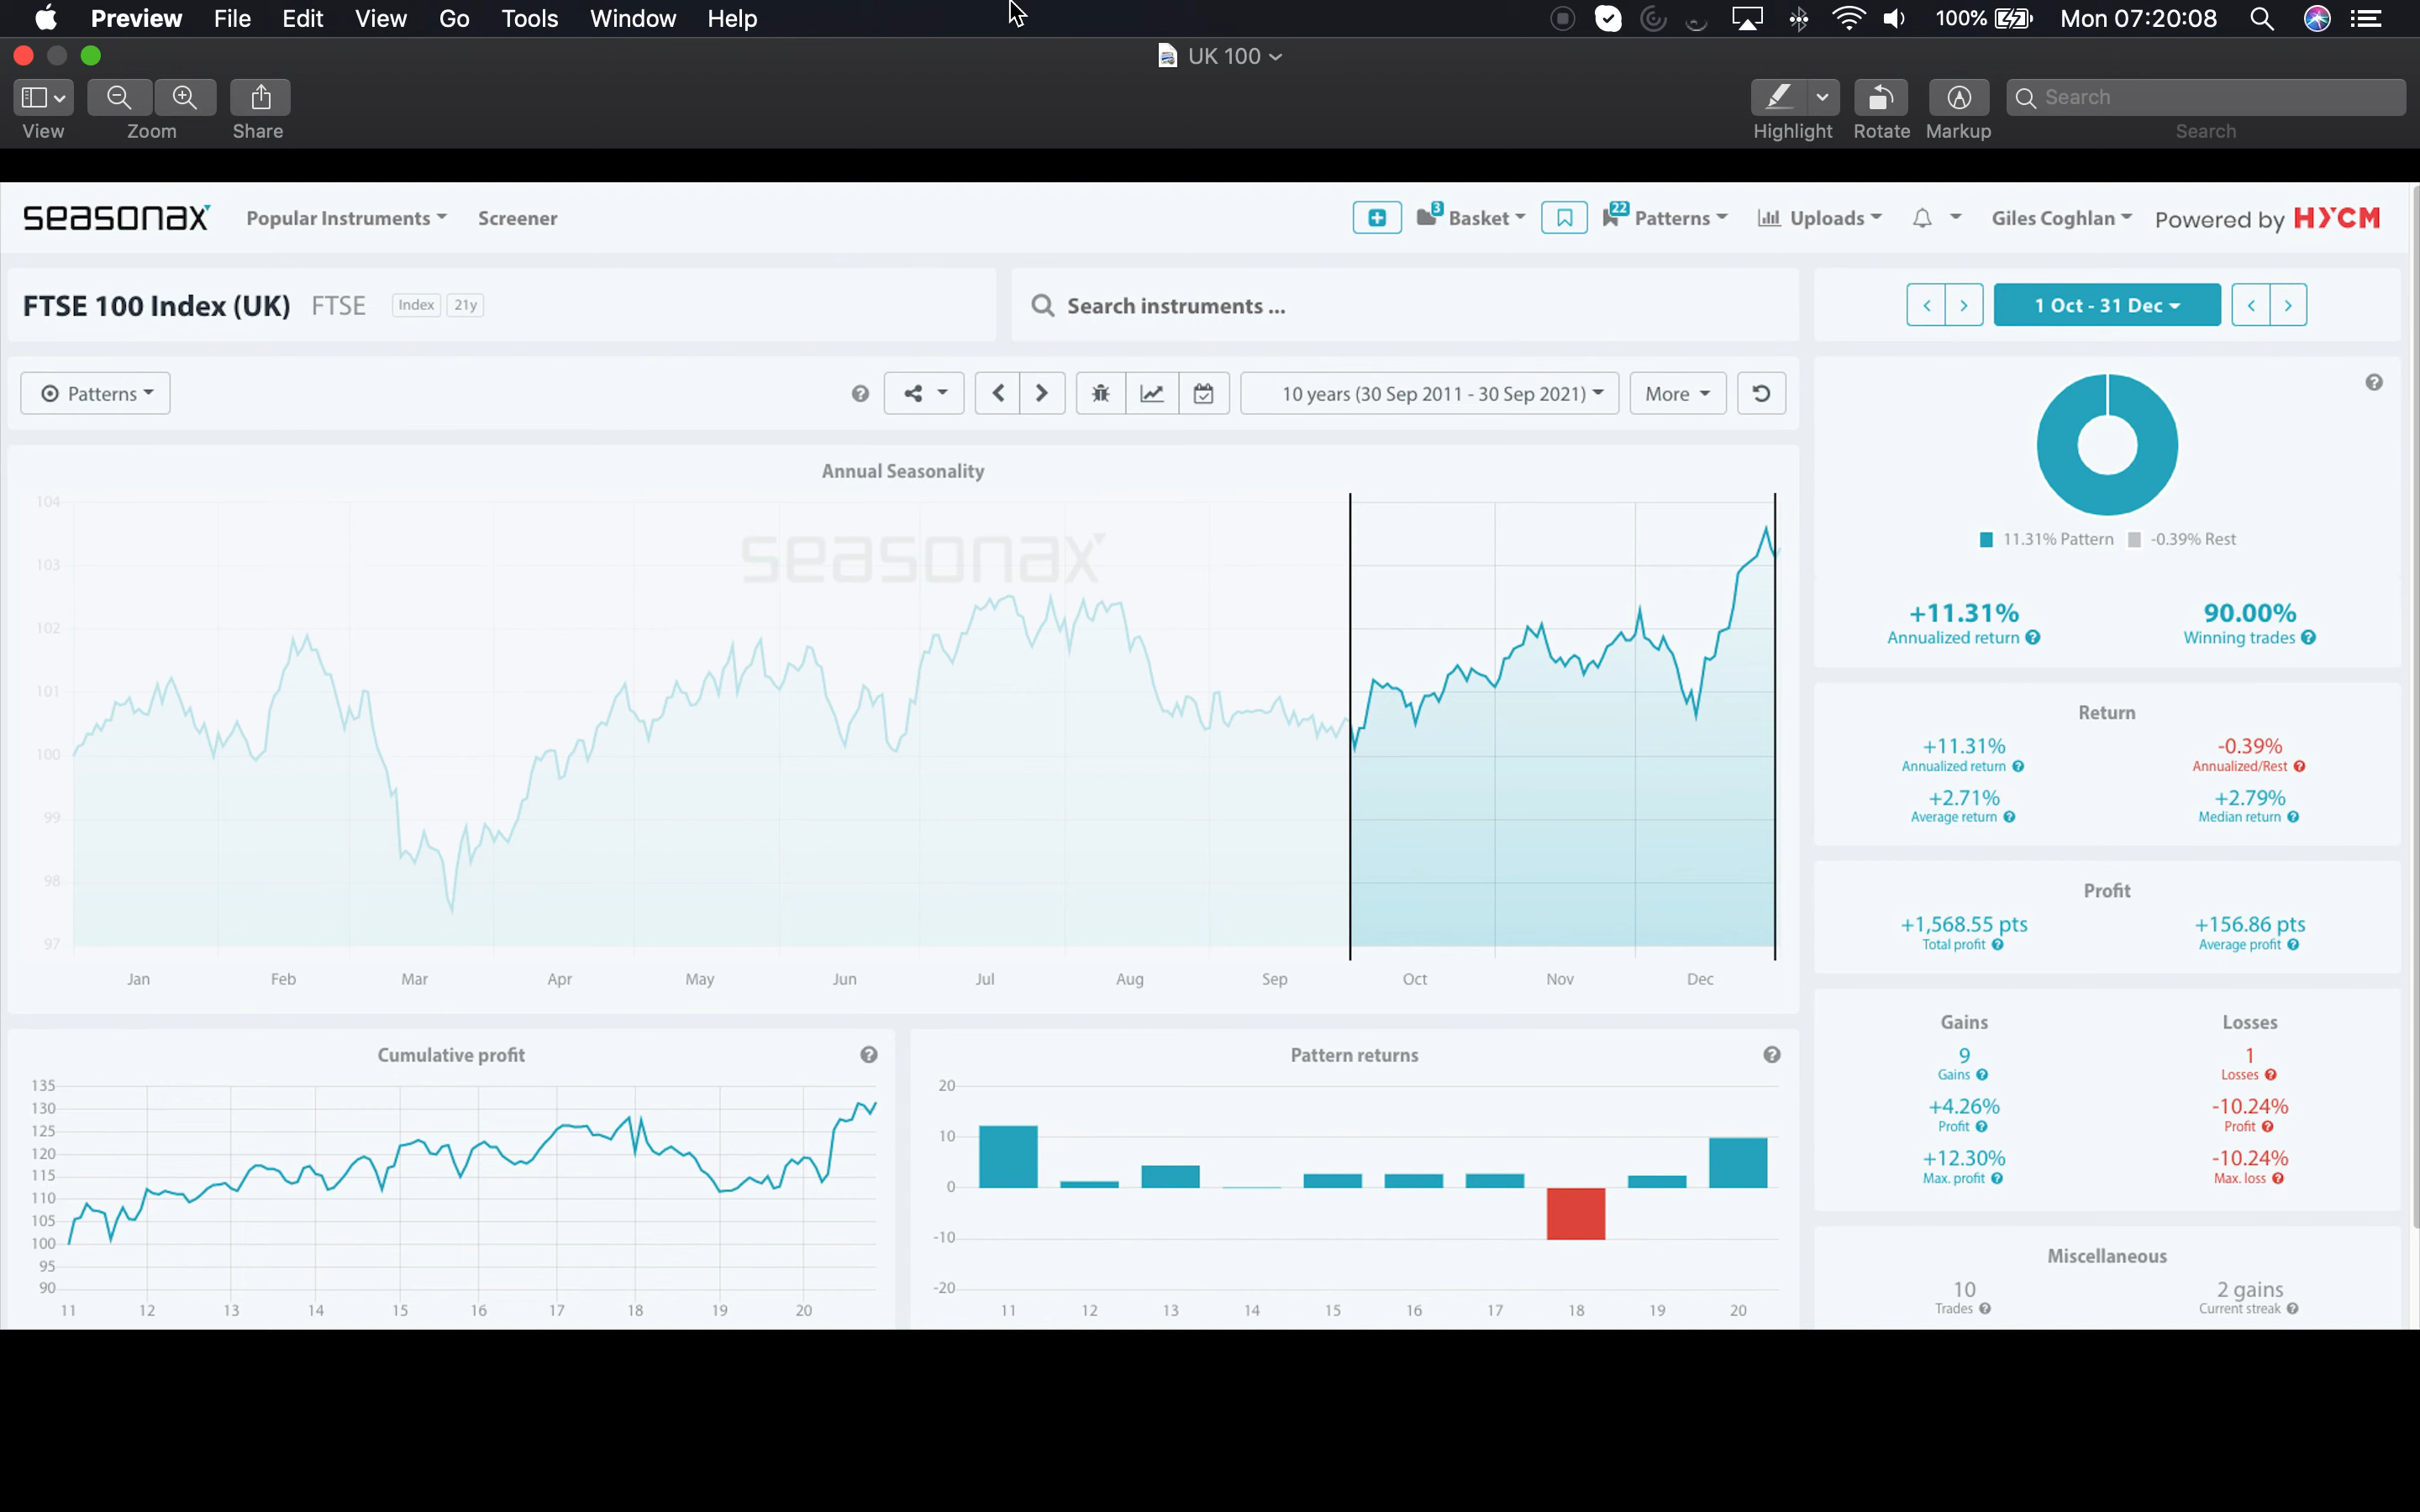 Preview File Edit View Go Tools Window Help 100% Mon 07:20:08
UK 100
View Zoom Share Highlight Rotate Markup Search
Search
seasonax Popular Instruments Screener 3 Basket 22 Patterns Uploads Giles Coghlan Powered by HYCM
FTSE 100 Index (UK) FTSE Index 21y Search instruments ... 1 Oct - 31 Dec
Patterns 10 years (30 Sep 2011 - 30 Sep 2021) More
Annual Seasonality
seasonax
104
103
102
101
100
99
98
97
Jan Feb Mar Apr May Jun Jul Aug Sep Oct Nov Dec
11.31% Pattern -0.39% Rest
+11.31% 90.00%
Annualized return Winning trades
Return
+11.31% -0.39%
Annualized return Annualized/Rest
+2.71% +2.79%
Average return Median return
Profit
+1,568.55 pts +156.86 pts
Total profit Average profit
Gains Losses
9 1
Gains Losses
+4.26% -10.24%
Profit Profit
+12.30% -10.24%
Max. profit Max. loss
Miscellaneous
10 2 gains
Trades Current streak
Cumulative profit
135
130
125
120
115
110
105
100
95
90
11 12 13 14 15 16 17 18 19 20
Pattern returns
20
10
0
-10
-20
11 12 13 14 15 16 17 18 19 20